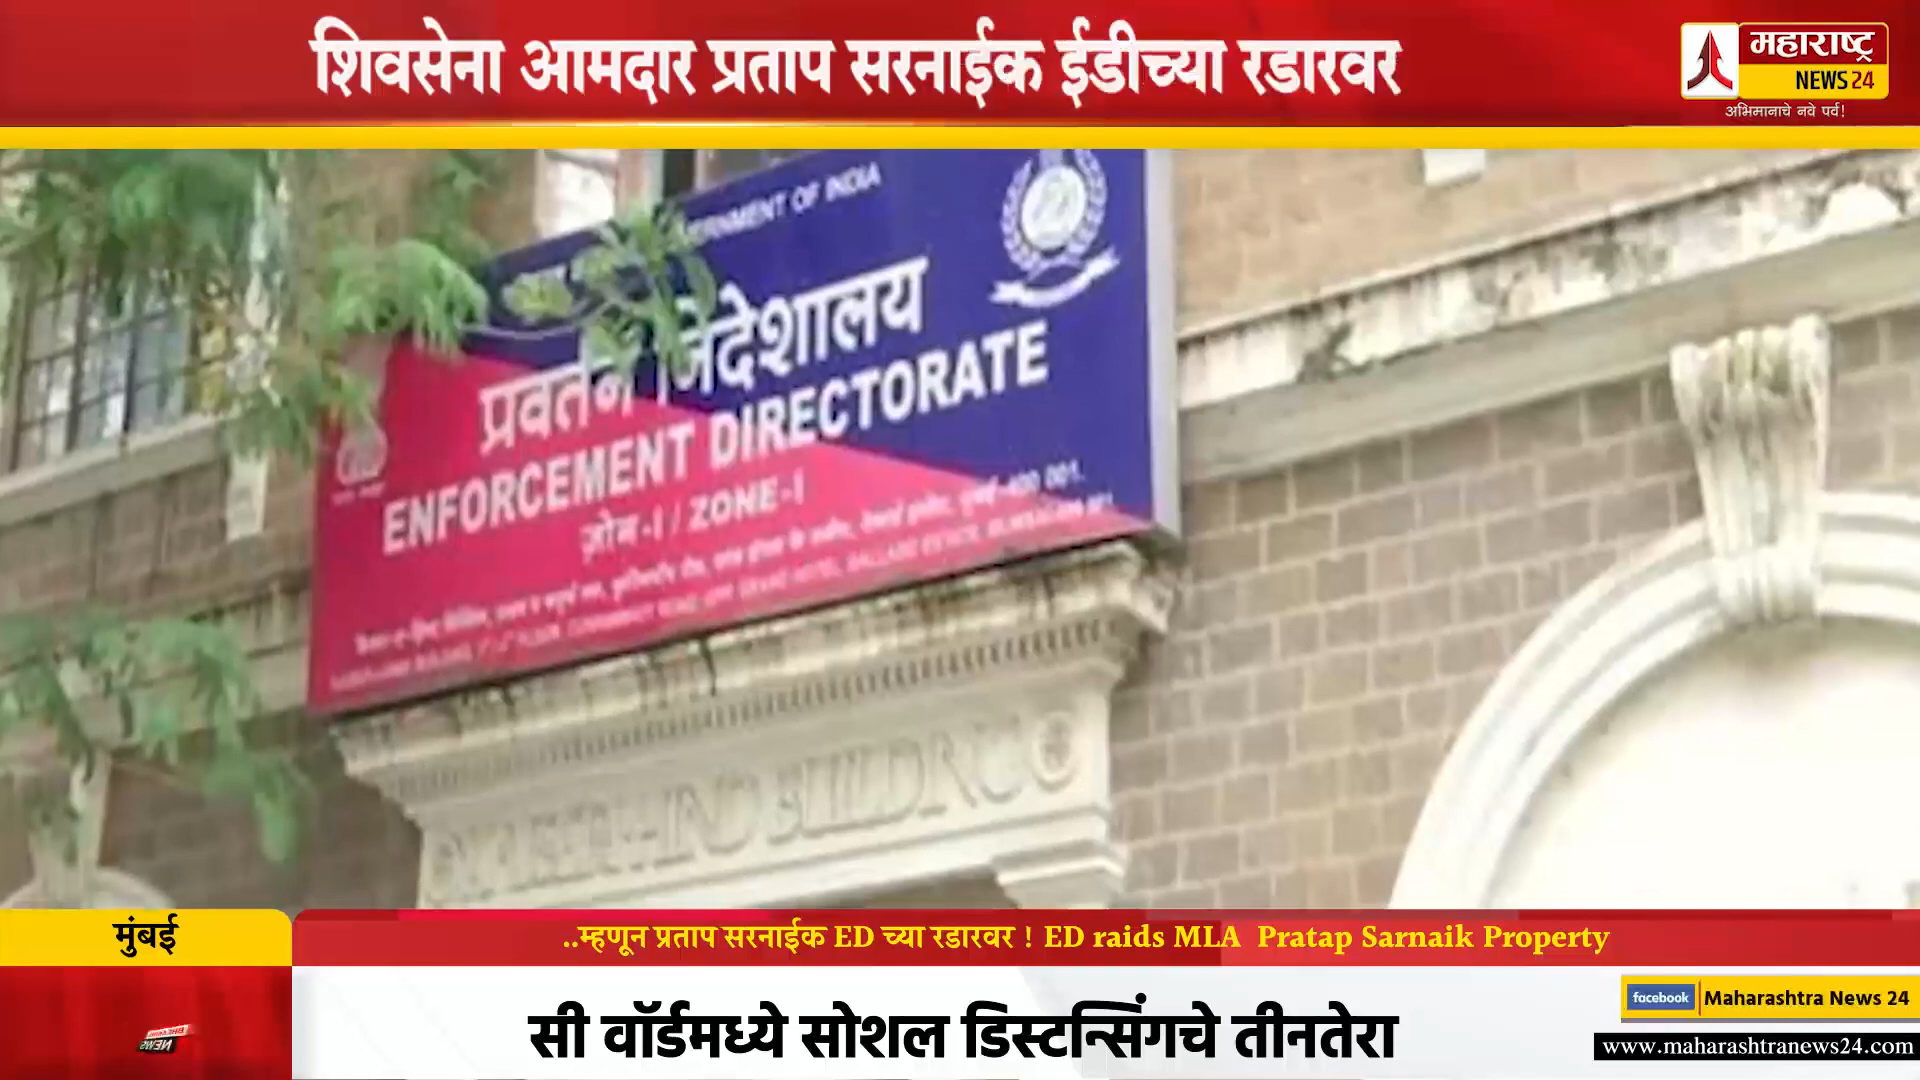 शिवसेना आमदार प्रताप सरनाईक ईडीच्या रडारवर
महाराष्ट्र
NEWS 24
अभिमानाचे नवे पर्व!
OF INDIA
प्रवर्तन निदेशालय
ENFORCEMENT DIRECTORATE
ज़ोन -I / ZONE-I
मुंबई
..म्हणून प्रताप सरनाईक ED च्या रडारवर ! ED raids MLA Pratap Sarnaik Property
सी वॉर्डमध्ये सोशल डिस्टन्सिंगचे तीनतेरा
facebook Maharashtra News 24
www.maharashtranews24.com
BREAKING
NEWS